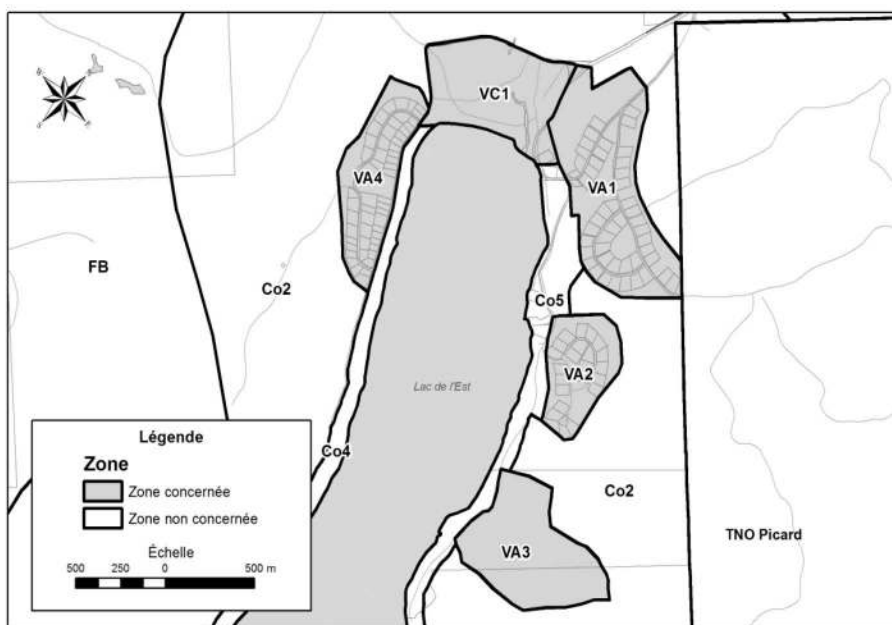 VC1
VA4
VA1
FB
Co2
Co5
VA2
Lac de l'Est
Co4
Co2
VA3
TNO Picard
Légende
Zone
Zone concernée
Zone non concernée
Échelle
500 250 0 500 m